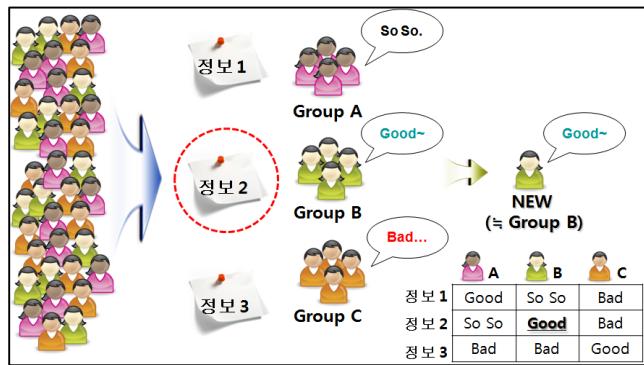 So So.
정보 1
Group A
Good~
정보 2
Group B
Good~
NEW
(≒ Group B)
Bad...
정보 3
Group C
A B C
정보 1 Good So So Bad
정보 2 So So Good Bad
정보 3 Bad Bad Good